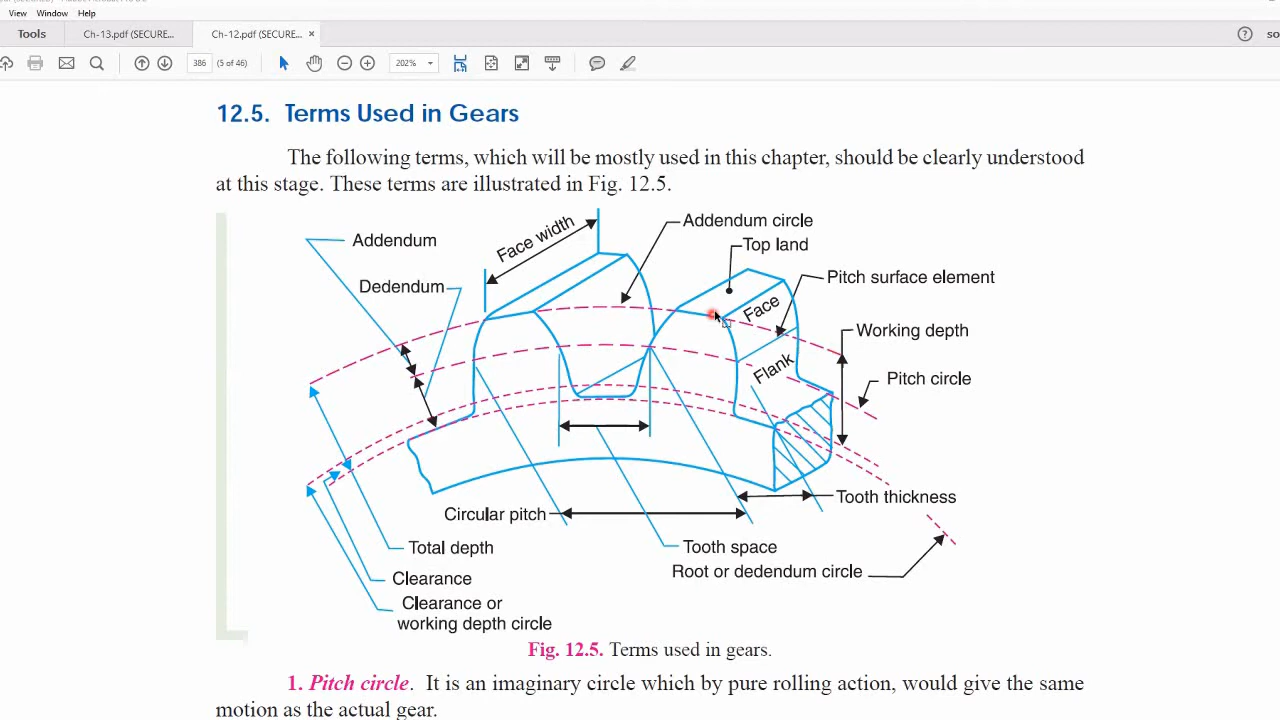 View Window Help
Tools Ch-13.pdf (SECURE... Ch-12.pdf (SECURE... × ? so
386 (5 of 46) 202%
12.5. Terms Used in Gears
The following terms, which will be mostly used in this chapter, should be clearly understood
at this stage. These terms are illustrated in Fig. 12.5.
Addendum
Dedendum
Face width
Addendum circle
Top land
Pitch surface element
Face
Working depth
Flank
Pitch circle
Tooth thickness
Circular pitch
Total depth
Tooth space
Root or dedendum circle
Clearance
Clearance or
working depth circle
Fig. 12.5. Terms used in gears.
1. Pitch circle. It is an imaginary circle which by pure rolling action, would give the same
motion as the actual gear.